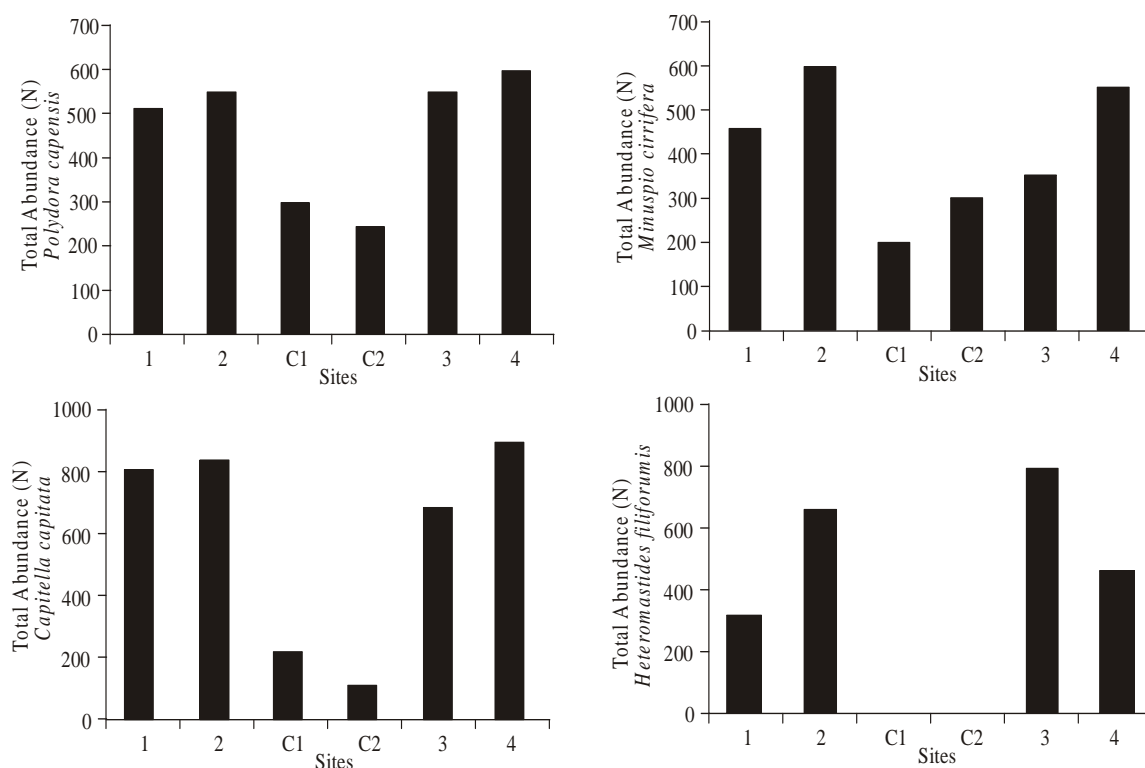 Total Abundance (N)
Polydora capensis
700
600
500
400
300
200
100
0
1 2 C1 C2 3 4
Sites
Total Abundance (N)
Minuspio cirrifera
700
600
500
400
300
200
100
0
1 2 C1 C2 3 4
Sites
Total Abundance (N)
Capitella capitata
1000
800
600
400
200
0
1 2 C1 C2 3 4
Sites
Total Abundance (N)
Heteromastides filiforumis
1000
800
600
400
200
0
1 2 C1 C2 3 4
Sites